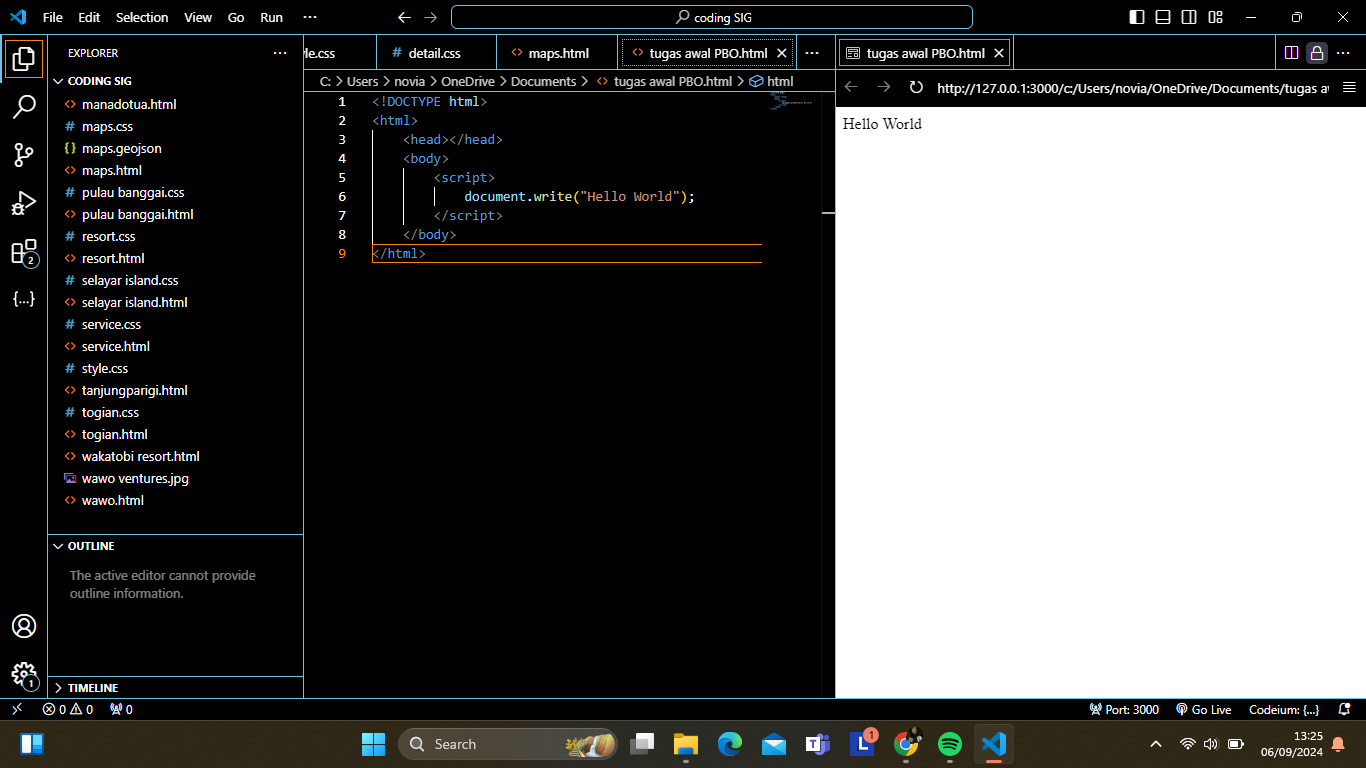 File Edit Selection View Go Run ··· coding SIG
EXPLORER ···
CODING SIG
manadotua.html
maps.css
{} maps.geojson
maps.html
# pulau banggai.css
pulau banggai.html
# resort.css
resort.html
# selayar island.css
selayar island.html
# service.css
service.html
# style.css
tanjungparigi.html
# togian.css
togian.html
wakatobi resort.html
wawo ventures.jpg
wawo.html
OUTLINE
The active editor cannot provide
outline information.
TIMELINE
le.css # detail.css <> maps.html <> tugas awal PBO.html ···
C: > Users > novia > OneDrive > Documents > <> tugas awal PBO.html > html
1 <!DOCTYPE html>
2 <html>
3 <head></head>
4 <body>
5 <script>
6 document.write("Hello World");
7 </script>
8 </body>
9 </html>
tugas awal PBO.html ···
http://127.0.0.1:3000/c:/Users/novia/OneDrive/Documents/tugas aw
Hello World
2
{...}
1
0 0 0 Port: 3000 Go Live Codeium: {...}
Search L 1 13:25
06/09/2024